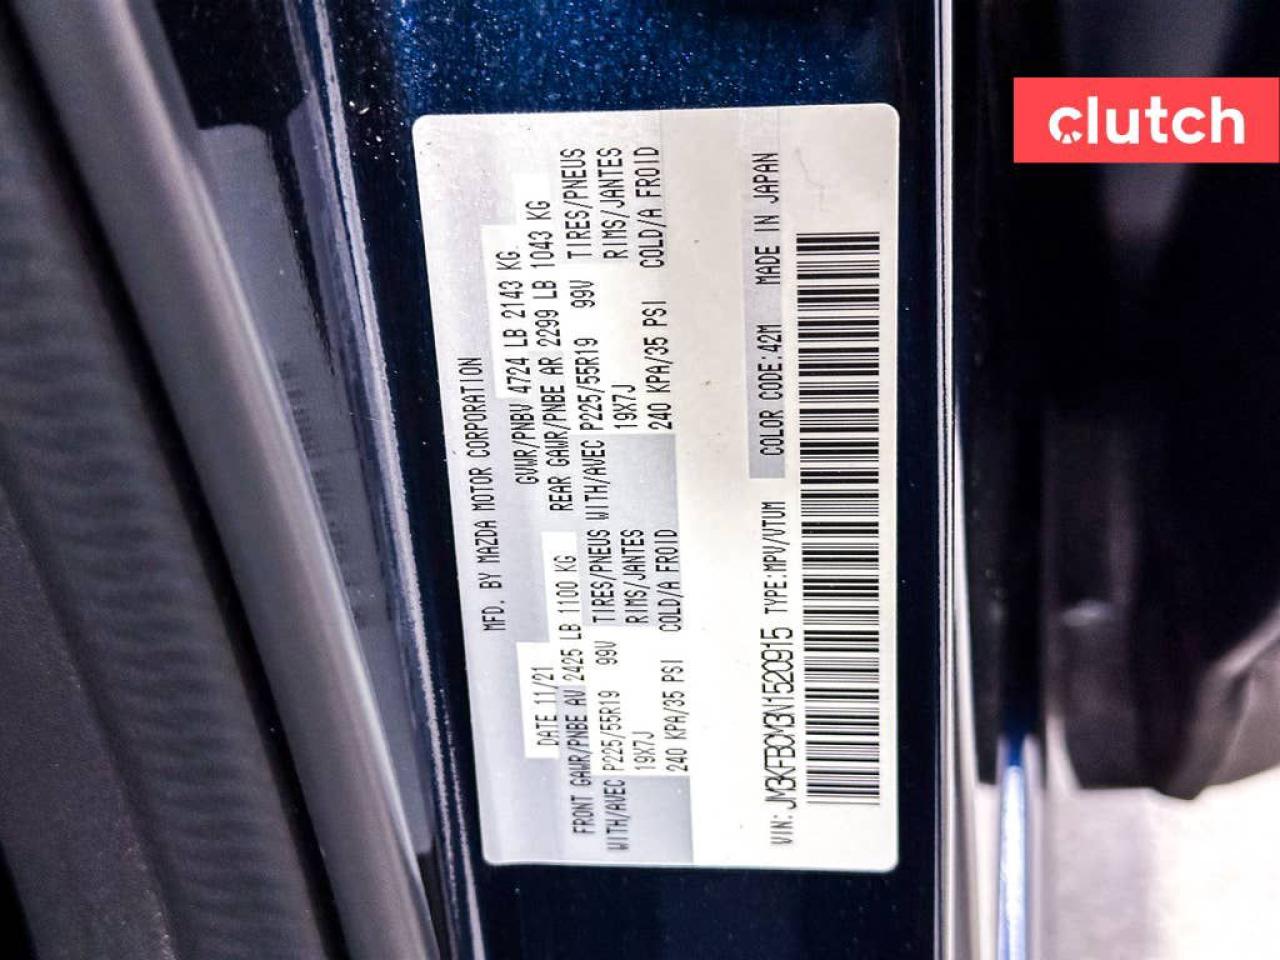 clutch
MFD. BY MAZDA MOTOR CORPORATION
DATE 11/21 GVWR/PNBV 4724 LB 2143 KG
FRONT GAWR/PNBE AV 2425 LB 1100 KG REAR GAWR/PNBE AR 2299 LB 1043 KG
WITH/AVEC P225/55R19 99V TIRES/PNEUS WITH/AVEC P225/55R19 99V TIRES/PNEUS
19X7J RIMS/JANTES 19X7J RIMS/JANTES
240 KPA/35 PSI COLD/A FROID 240 KPA/35 PSI COLD/A FROID
COLOR CODE:42M MADE IN JAPAN
VIN: JM3KFBCM3N1520915 TYPE:MPV/VTUM